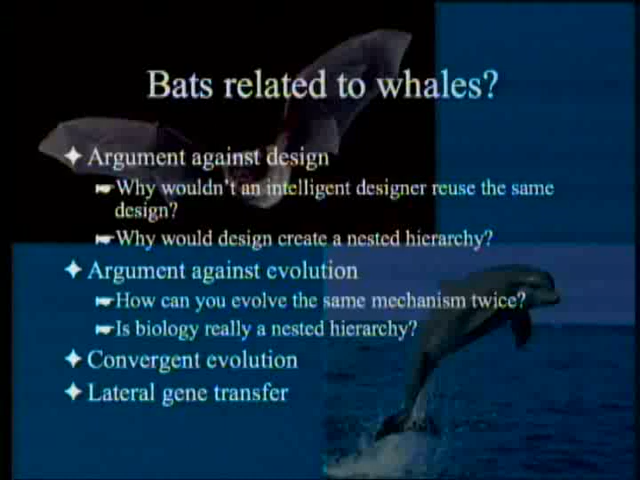 Bats related to whales?
Argument against design
Why wouldn't an intelligent designer reuse the same
design?
Why would design create a nested hierarchy?
Argument against evolution
How can you evolve the same mechanism twice?
Is biology really a nested hierarchy?
Convergent evolution
Lateral gene transfer